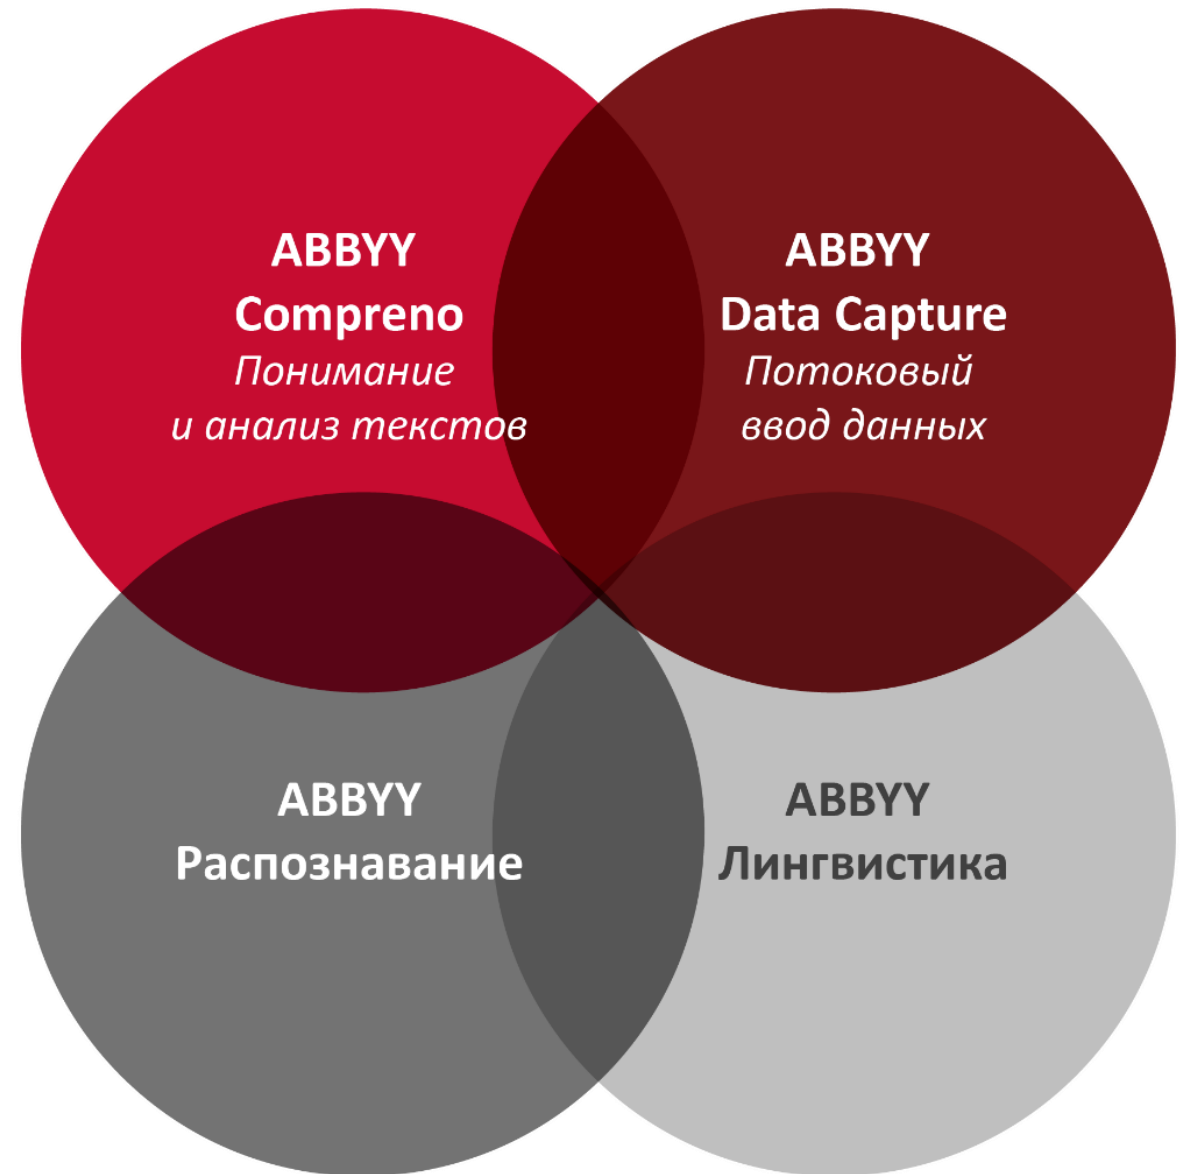 ABBYY
Compreno
Понимание
и анализ текстов
ABBYY
Data Capture
Потоковый
ввод данных
ABBYY
Распознавание
ABBYY
Лингвистика